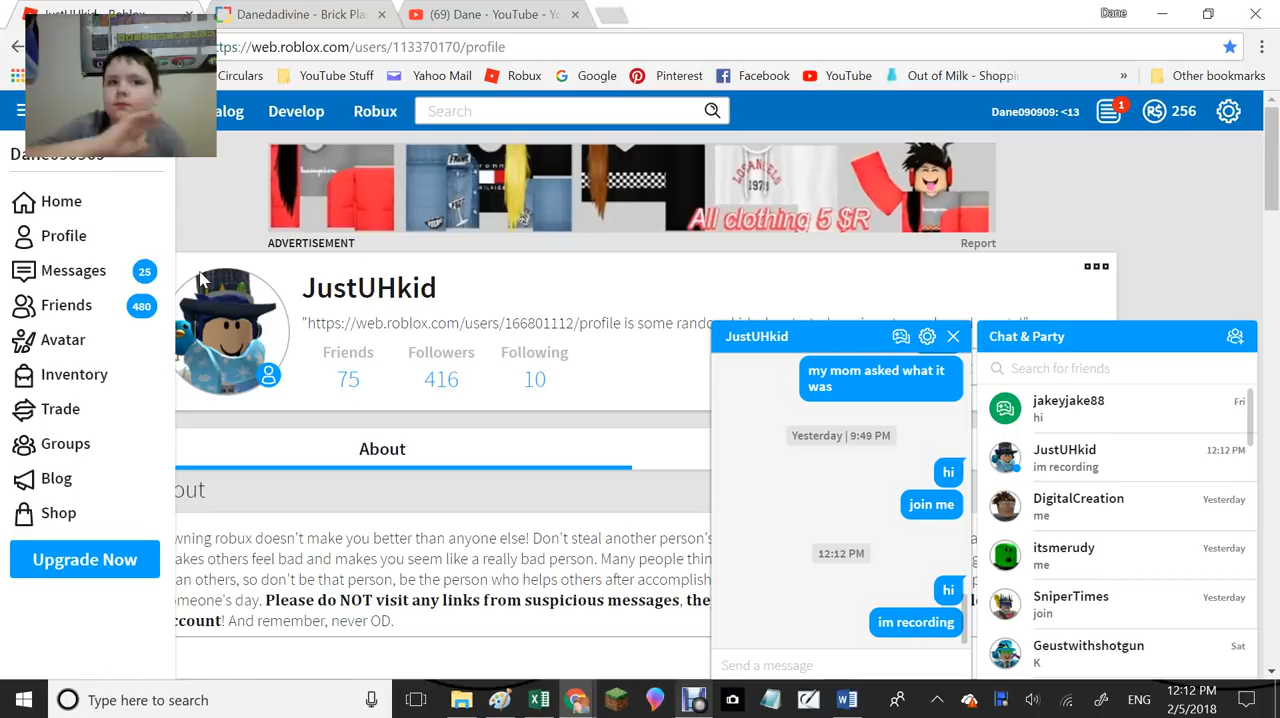 JustUHkid - Roblox
Danedadivine - Brick Pla
(69) Dane - YouTube - Yo
Dane
ttps://web.roblox.com/users/113370170/profile
Circulars
YouTube Stuff
Yahoo Mail
Robux
Google
Pinterest
Facebook
YouTube
Out of Milk - Shoppi
»
Other bookmarks
alog
Develop
Robux
Search
Dane090909: <13
1
R$ 256
Dane090909
Home
Profile
Messages 25
Friends 480
Avatar
Inventory
Trade
Groups
Blog
Shop
Upgrade Now
LOSANGELES
All clothing 5 $R
ADVERTISEMENT
Report
JustUHkid
"https://web.roblox.com/users/166801112/profile is some
Friends
Followers
Following
75
416
10
About
out
wning robux doesn't make you better than anyone else! Don't steal another person's
akes others feel bad and makes you seem like a really bad person. Many people thin
an others, so don't be that person, be the person who helps others after accomplish
omeone's day. Please do NOT visit any links from suspicious messages, the
count! And remember, never OD.
JustUHkid
my mom asked what it
was
Yesterday | 9:49 PM
hi
join me
12:12 PM
hi
im recording
Send a message
Chat & Party
Search for friends
jakeyjake88
Fri
hi
JustUHkid
12:12 PM
im recording
DigitalCreation
Yesterday
me
itsmerudy
Yesterday
me
SniperTimes
Yesterday
join
Geustwithshotgun
Sat
K
Type here to search
ENG
12:12 PM
2/5/2018